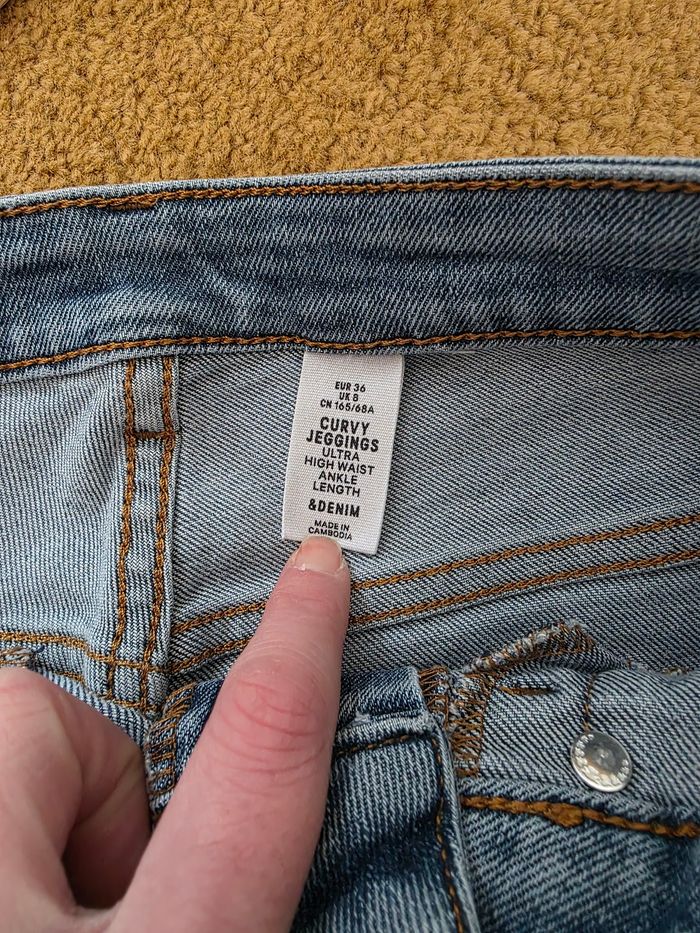 EUR 36
UK 8
CN 165/68A
CURVY
JEGGINGS
ULTRA
HIGH WAIST
ANKLE
LENGTH
&DENIM
MADE IN
CAMBODIA